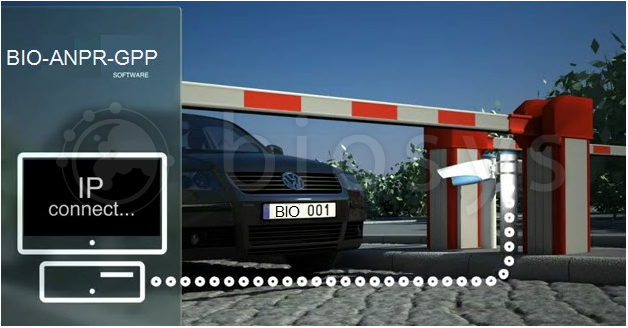 BIO-ANPR-GPP
SOFTWARE
biosys
IP
connect...
BIO 001